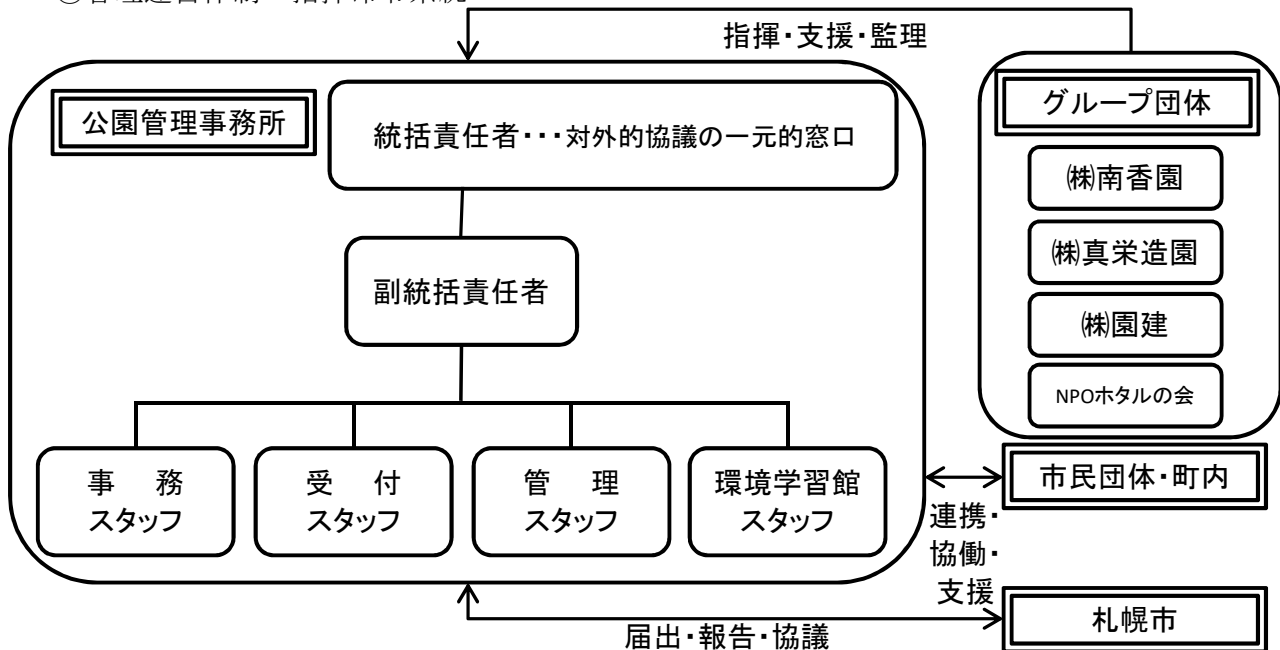 指揮・支援・監理
公園管理事務所
統括責任者・・・対外的協議の一元的窓口
副統括責任者
事　務
スタッフ
受　付
スタッフ
管　理
スタッフ
環境学習館
スタッフ
グループ団体
㈱南香園
㈱真栄造園
㈱園建
NPOホタルの会
市民団体・町内
連携・
協働・
支援
札幌市
届出・報告・協議